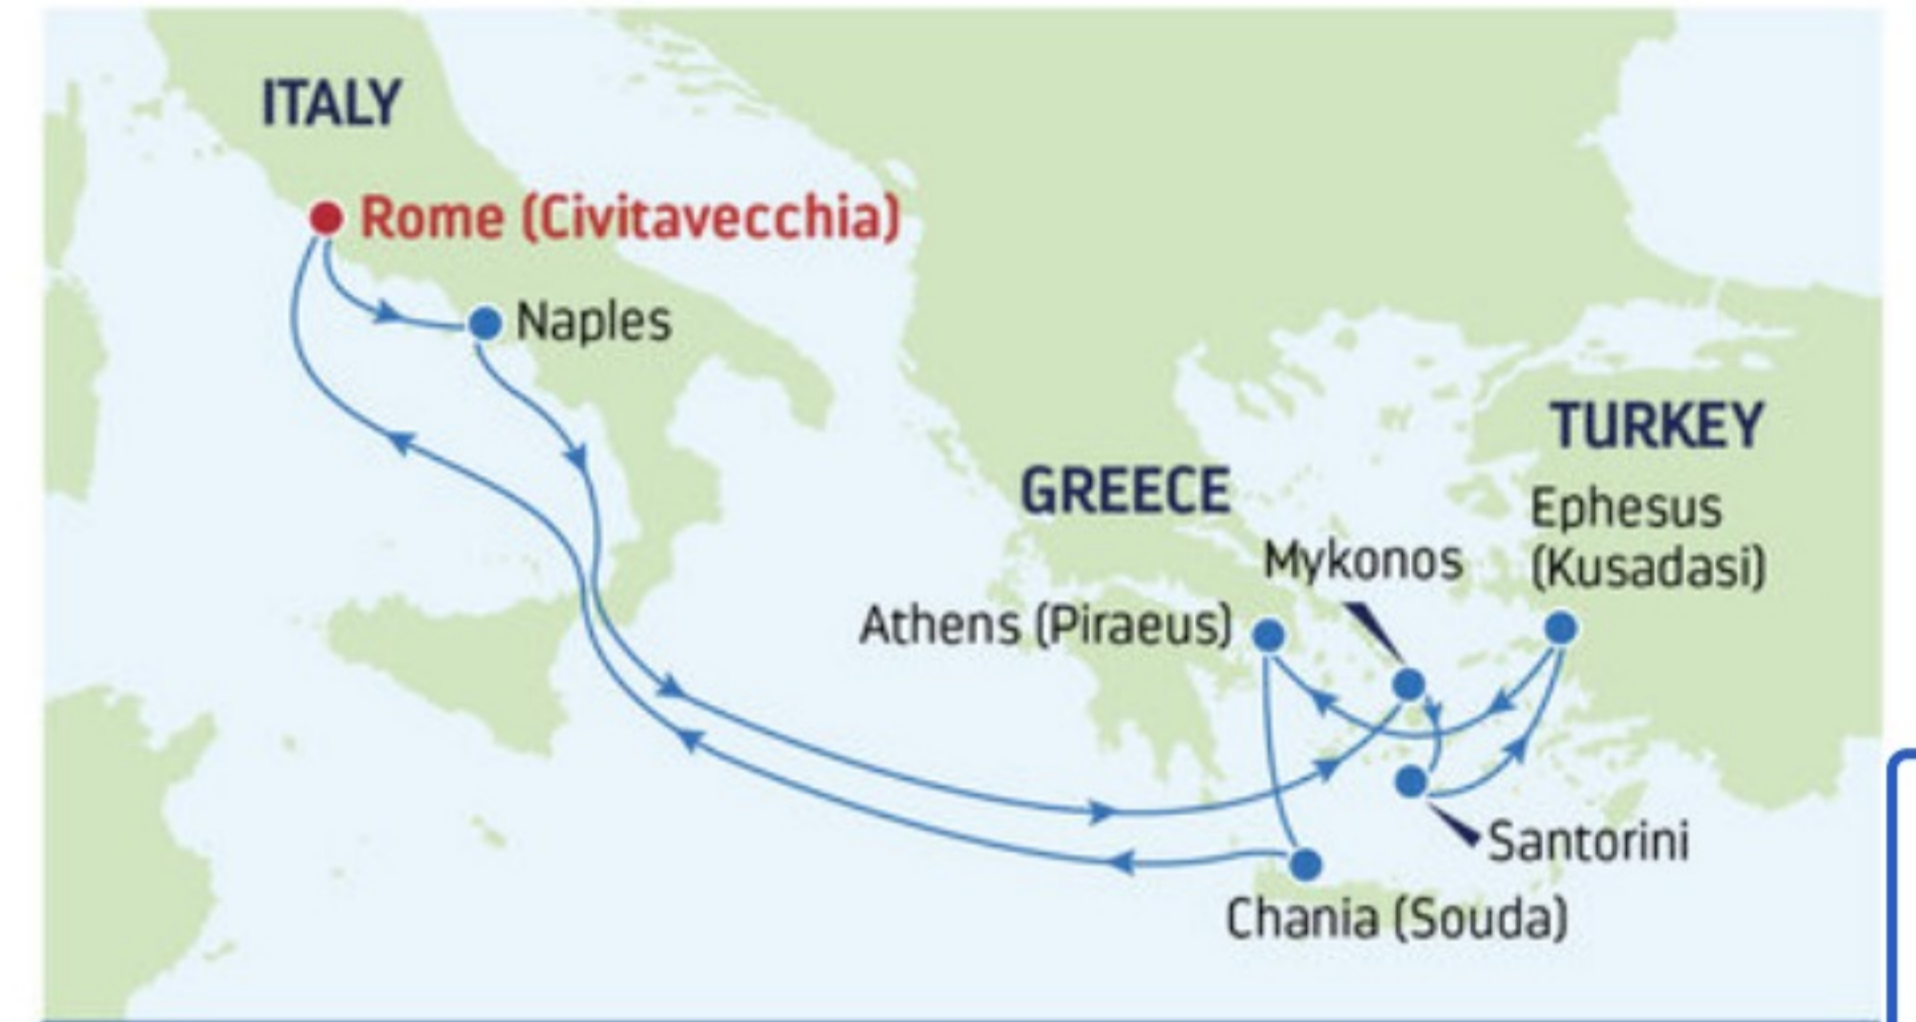 ITALY
Rome (Civitavecchia)
Naples
TURKEY
GREECE
Ephesus
(Kusadasi)
Mykonos
Athens (Piraeus)
Santorini
Chania (Souda)